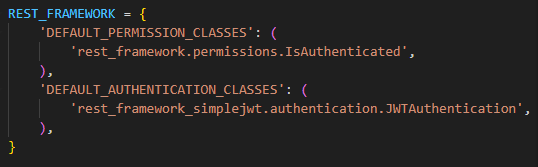 REST_FRAMEWORK = {
    'DEFAULT_PERMISSION_CLASSES': (
        'rest_framework.permissions.IsAuthenticated',
    ),
    'DEFAULT_AUTHENTICATION_CLASSES': (
        'rest_framework_simplejwt.authentication.JWTAuthentication',
    ),
}